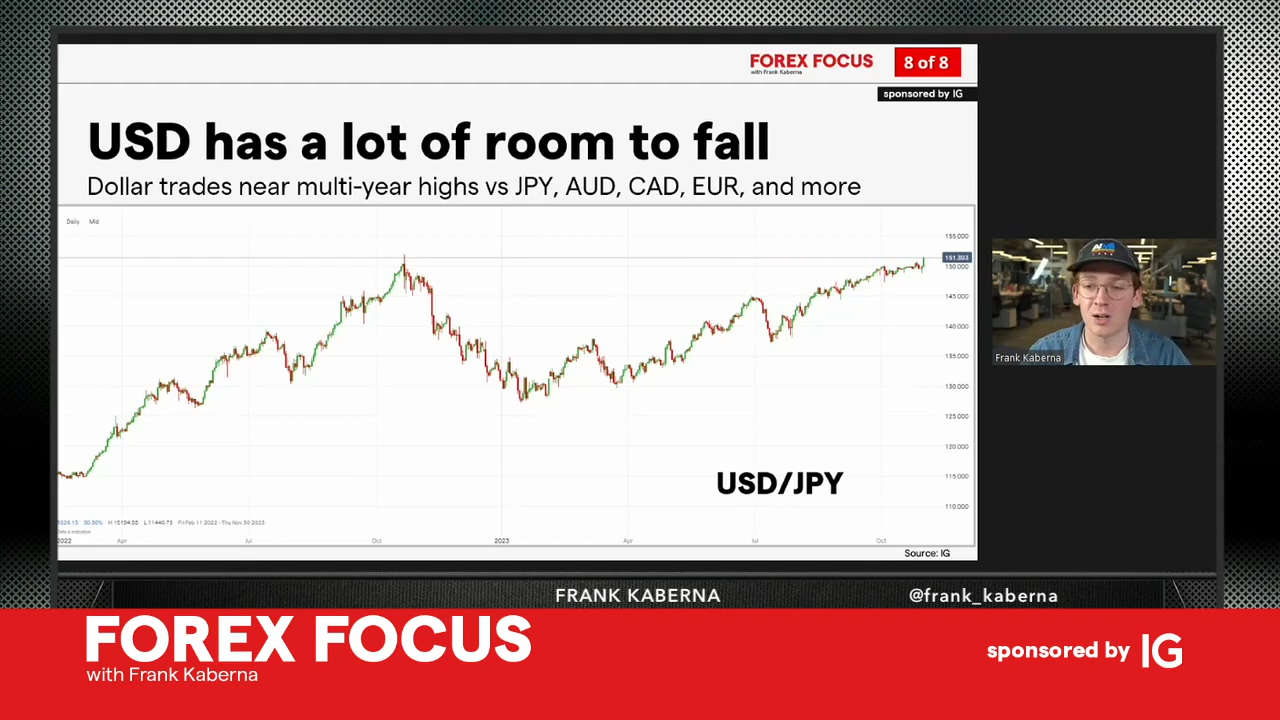 FOREX FOCUS
with Frank Kaberna
8 of 8
sponsored by IG
USD has a lot of room to fall
Dollar trades near multi-year highs vs JPY, AUD, CAD, EUR, and more
Daily Mid
155.000
151.393
150.000
145.000
140.000
135.000
130.000
125.000
120.000
115.000
110.000
USD/JPY
2022 Apr Jul Oct 2023 Apr Jul Oct
Source: IG
Frank Kaberna
FRANK KABERNA
@frank_kaberna
FOREX FOCUS
with Frank Kaberna
sponsored by IG